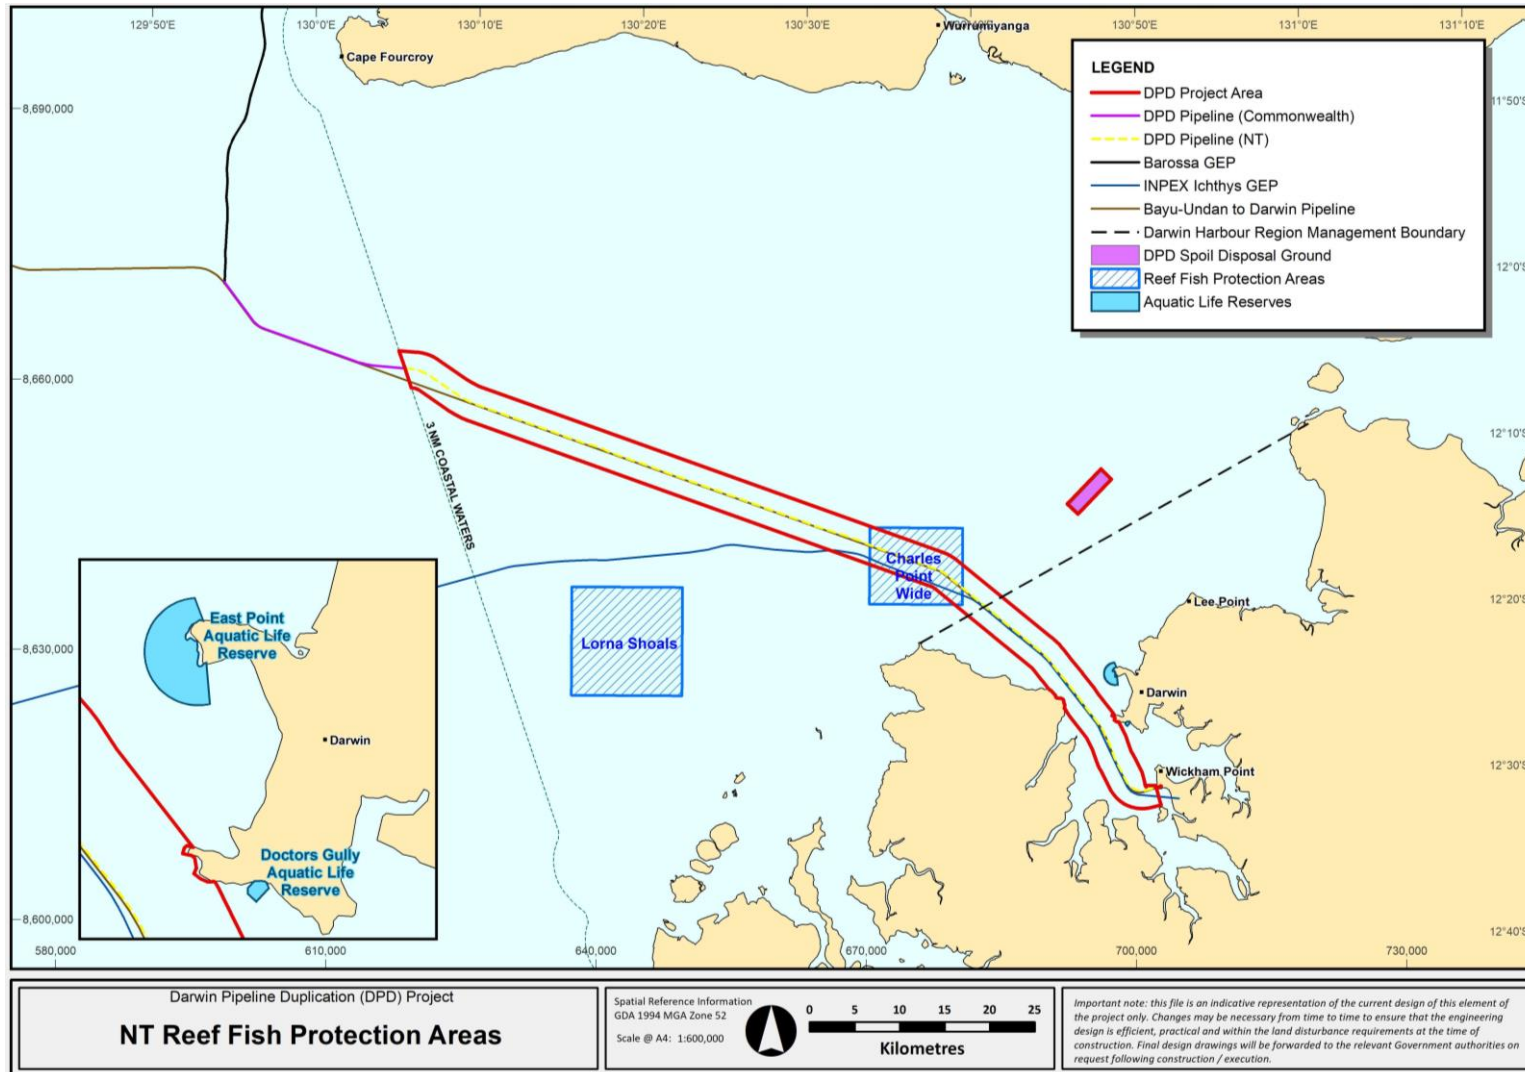 129°50'E
130°0'E
130°10'E
130°20'E
130°30'E
130°50'E
131°0'E
131°10'E
Wurrumiyanga
Cape Fourcroy
8,690,000
8,660,000
8,630,000
8,600,000
LEGEND
DPD Project Area
DPD Pipeline (Commonwealth)
DPD Pipeline (NT)
Barossa GEP
INPEX Ichthys GEP
Bayu-Undan to Darwin Pipeline
Darwin Harbour Region Management Boundary
DPD Spoil Disposal Ground
Reef Fish Protection Areas
Aquatic Life Reserves
11°50'S
12°0'S
12°10'S
12°20'S
12°30'S
12°40'S
3 NM COASTAL WATERS
Charles
Point
Wide
Lorna Shoals
Lee Point
Darwin
Wickham Point
East Point
Aquatic Life
Reserve
Darwin
Doctors Gully
Aquatic Life
Reserve
580,000
610,000
640,000
670,000
700,000
730,000
Darwin Pipeline Duplication (DPD) Project
NT Reef Fish Protection Areas
Spatial Reference Information
GDA 1994 MGA Zone 52
Scale @ A4: 1:600,000
0 5 10 15 20 25
Kilometres
Important note: this file is an indicative representation of the current design of this element of
the project only. Changes may be necessary from time to time to ensure that the engineering
design is efficient, practical and within the land disturbance requirements at the time of
construction. Final design drawings will be forwarded to the relevant Government authorities on
request following construction / execution.